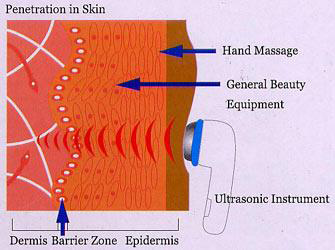 Penetration in Skin
Hand Massage
General Beauty
Equipment
Ultrasonic Instrument
Dermis Barrier Zone Epidermis